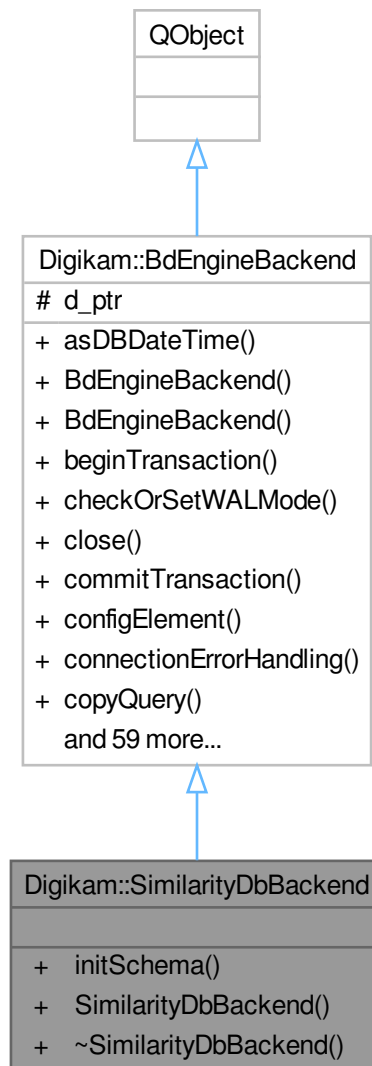 QObject
Digikam::BdEngineBackend
# d_ptr
+ asDBDateTime()
+ BdEngineBackend()
+ BdEngineBackend()
+ beginTransaction()
+ checkOrSetWALMode()
+ close()
+ commitTransaction()
+ configElement()
+ connectionErrorHandling()
+ copyQuery()
and 59 more...
Digikam::SimilarityDbBackend
+ initSchema()
+ SimilarityDbBackend()
+ ~SimilarityDbBackend()